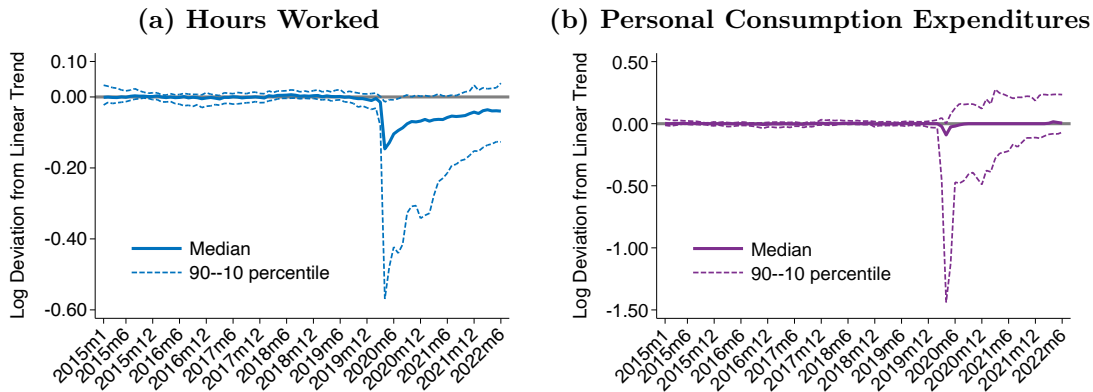 (a) Hours Worked
Log Deviation from Linear Trend
0.10
0.00
-0.20
-0.40
-0.60
Median
90--10 percentile
2015m1
2015m6
2015m12
2016m6
2016m12
2017m6
2017m12
2018m6
2018m12
2019m6
2019m12
2020m6
2020m12
2021m6
2021m12
2022m6
(b) Personal Consumption Expenditures
Log Deviation from Linear Trend
0.50
0.00
-0.50
-1.00
-1.50
Median
90--10 percentile
2015m1
2015m6
2015m12
2016m6
2016m12
2017m6
2017m12
2018m6
2018m12
2019m6
2019m12
2020m6
2020m12
2021m6
2021m12
2022m6